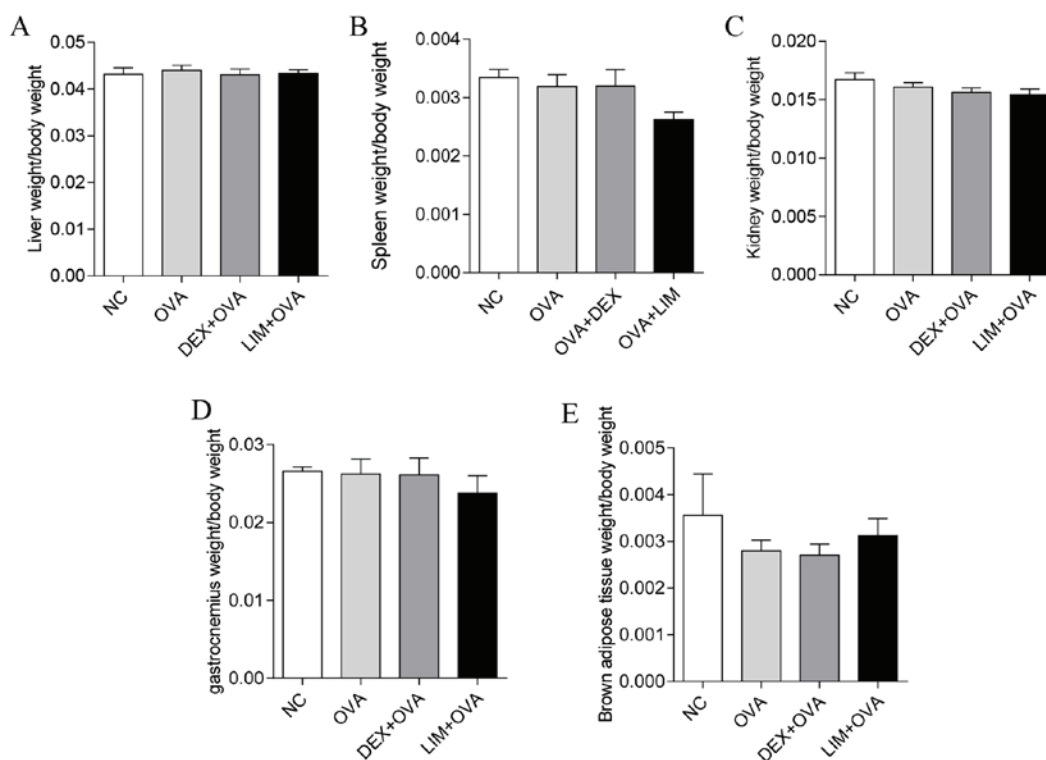 A
Liver weight/body weight
0.05
0.04
0.03
0.02
0.01
0.00
NC
OVA
DEX+OVA
LIM+OVA
B
Spleen weight/body weight
0.004
0.003
0.002
0.001
0.000
NC
OVA
OVA+DEX
OVA+LIM
C
Kidney weight/body weight
0.020
0.015
0.010
0.005
0.000
NC
OVA
DEX+OVA
LIM+OVA
D
gastrocnemius weight/body weight
0.03
0.02
0.01
0.00
NC
OVA
DEX+OVA
LIM+OVA
E
Brown adipose tissue weight/body weight
0.005
0.004
0.003
0.002
0.001
0.000
NC
OVA
DEX+OVA
LIM+OVA